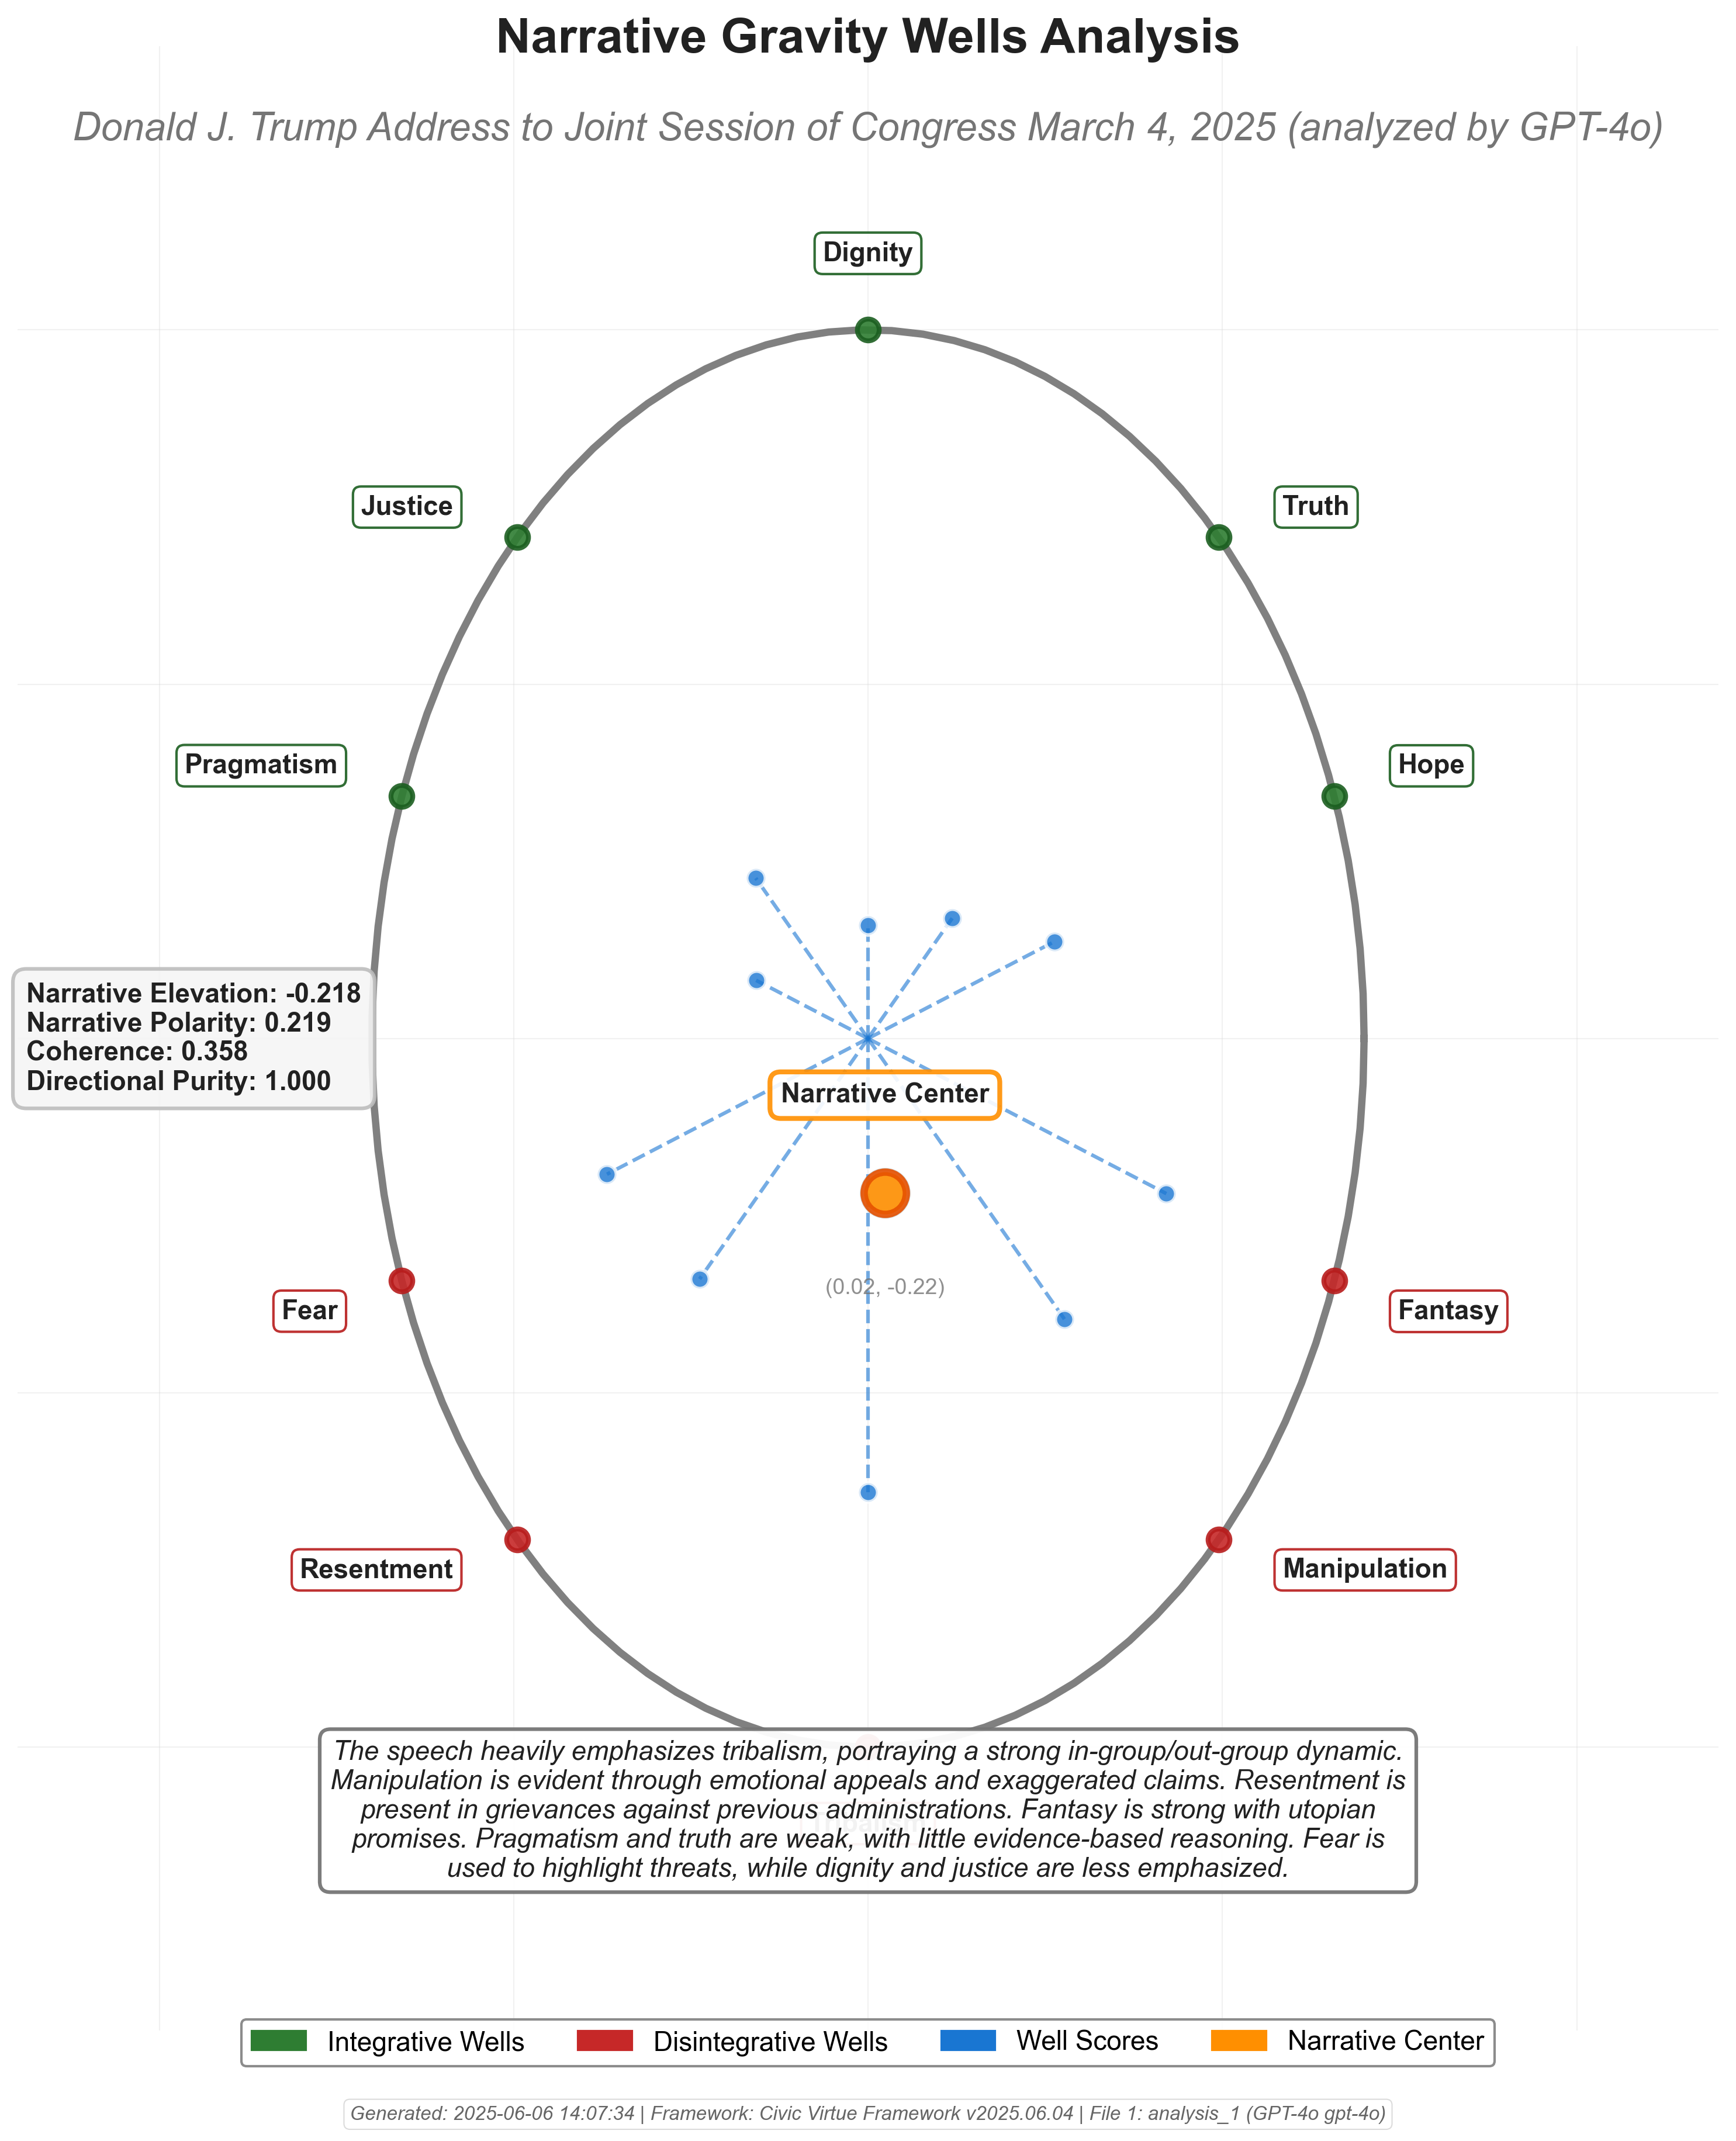 Narrative Gravity Wells Analysis
Donald J. Trump Address to Joint Session of Congress March 4, 2025 (analyzed by GPT-4o)
Dignity
Justice
Truth
Pragmatism
Hope
Narrative Elevation: -0.218
Narrative Polarity: 0.219
Coherence: 0.358
Directional Purity: 1.000
Narrative Center
(0.02, -0.22)
Fear
Fantasy
Resentment
Manipulation
The speech heavily emphasizes tribalism, portraying a strong in-group/out-group dynamic.
Manipulation is evident through emotional appeals and exaggerated claims. Resentment is
present in grievances against previous administrations. Fantasy is strong with utopian
Tribalism
promises. Pragmatism and truth are weak, with little evidence-based reasoning. Fear is
used to highlight threats, while dignity and justice are less emphasized.
Integrative Wells
Disintegrative Wells
Well Scores
Narrative Center
Generated: 2025-06-06 14:07:34 | Framework: Civic Virtue Framework v2025.06.04 | File 1: analysis_1 (GPT-4o gpt-4o)